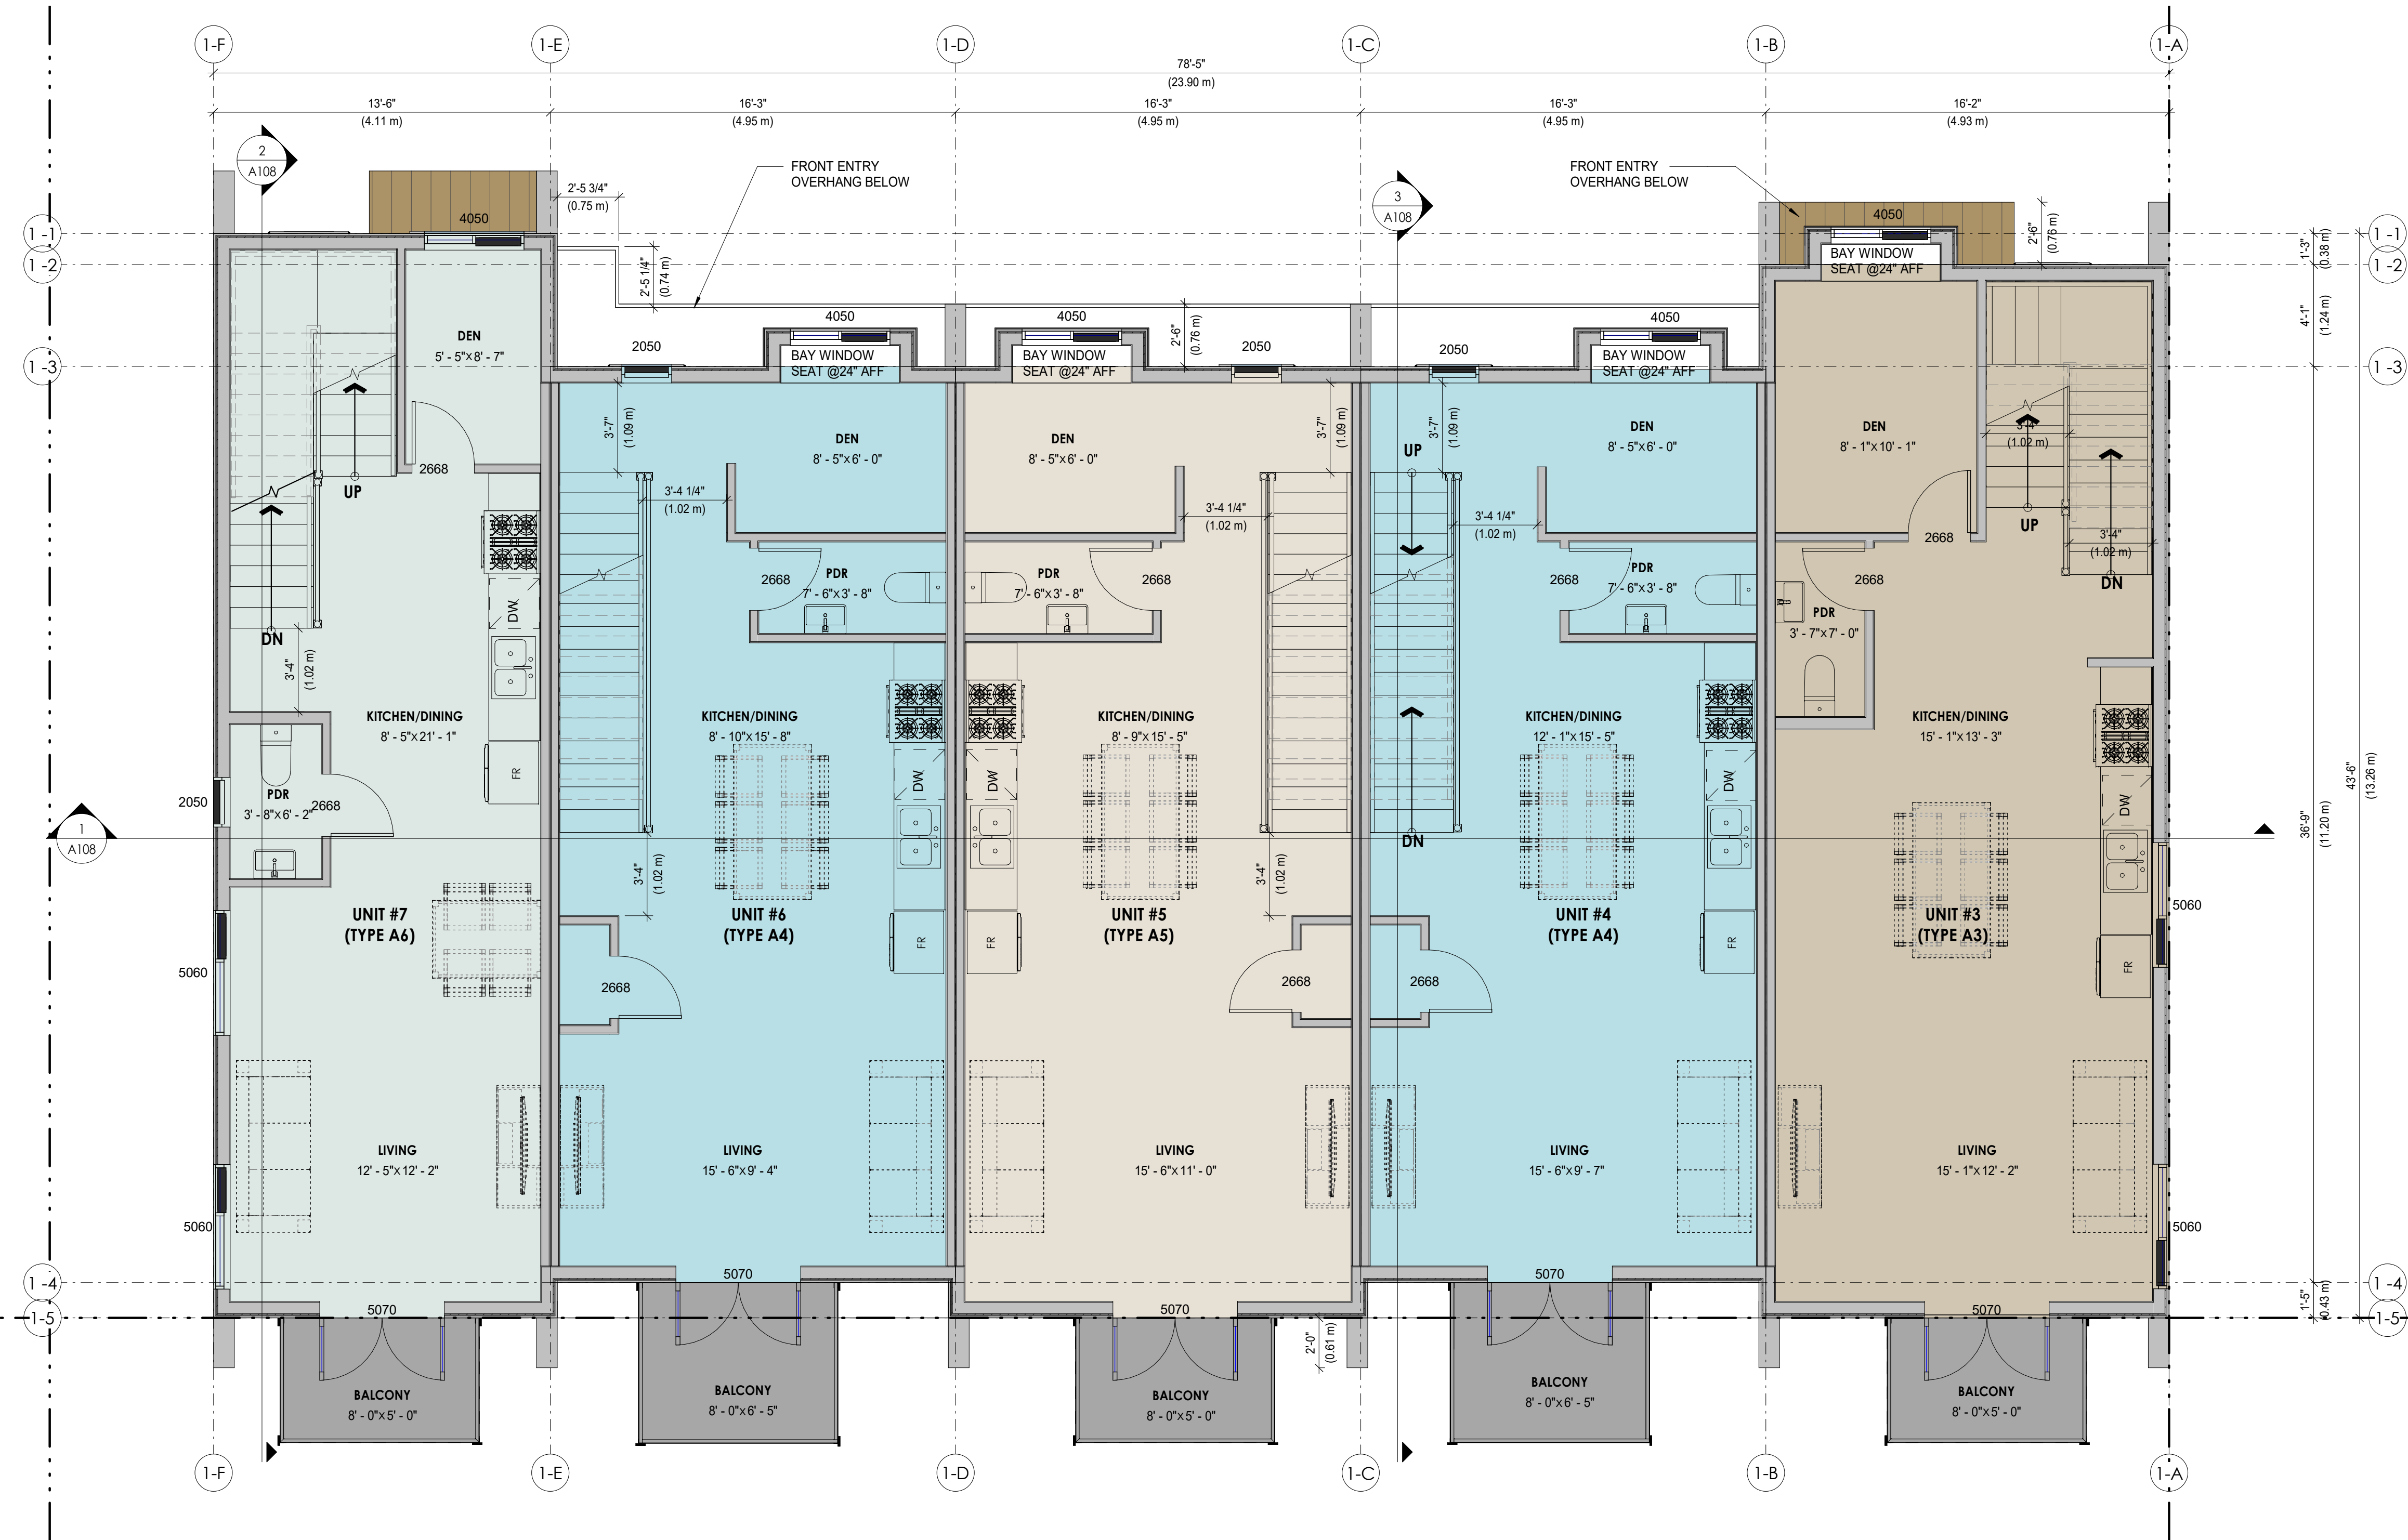 1-F
1-E
1-D
1-C
1-B
1-A
78'-5"
(23.90 m)
13'-6"
(4.11 m)
16'-3"
(4.95 m)
16'-3"
(4.95 m)
16'-3"
(4.95 m)
16'-2"
(4.93 m)
2
A108
3
A108
FRONT ENTRY
OVERHANG BELOW
FRONT ENTRY
OVERHANG BELOW
2'-5 3/4"
(0.75 m)
2'-5 1/4"
(0.74 m)
2'-6"
(0.76 m)
2'-6"
(0.76 m)
1 -1
1 -2
1 -3
1 -1
1 -2
1 -3
1'-3"
(0.38 m)
4'-1"
(1.24 m)
36'-9"
(11.20 m)
43'-6"
(13.26 m)
1'-5"
(0.43 m)
4050
DEN
5' - 5"x 8' - 7"
2668
UP
DN
3'-4"
(1.02 m)
DW
FR
KITCHEN/DINING
8' - 5"x 21' - 1"
PDR
3' - 8"x 6' - 2"
2668
2050
1
A108
UNIT #7
(TYPE A6)
5060
5060
LIVING
12' - 5"x 12' - 2"
5070
BALCONY
8' - 0"x 5' - 0"
2050
4050
BAY WINDOW
SEAT @24" AFF
3'-7"
(1.09 m)
DEN
8' - 5"x 6' - 0"
3'-4 1/4"
(1.02 m)
2668
PDR
7' - 6"x 3' - 8"
KITCHEN/DINING
8' - 10"x 15' - 8"
DW
FR
3'-4"
(1.02 m)
UNIT #6
(TYPE A4)
2668
LIVING
15' - 6"x 9' - 4"
5070
BALCONY
8' - 0"x 6' - 5"
4050
2050
BAY WINDOW
SEAT @24" AFF
3'-7"
(1.09 m)
DEN
8' - 5"x 6' - 0"
3'-4 1/4"
(1.02 m)
PDR
7' - 6"x 3' - 8"
2668
KITCHEN/DINING
8' - 9"x 15' - 5"
DW
FR
3'-4"
(1.02 m)
UNIT #5
(TYPE A5)
2668
LIVING
15' - 6"x 11' - 0"
5070
2'-0"
(0.61 m)
BALCONY
8' - 0"x 5' - 0"
2050
4050
BAY WINDOW
SEAT @24" AFF
3'-7"
(1.09 m)
UP
DEN
8' - 5"x 6' - 0"
3'-4 1/4"
(1.02 m)
2668
PDR
7' - 6"x 3' - 8"
KITCHEN/DINING
12' - 1"x 15' - 5"
DW
FR
DN
UNIT #4
(TYPE A4)
2668
LIVING
15' - 6"x 9' - 7"
5070
BALCONY
8' - 0"x 6' - 5"
4050
BAY WINDOW
SEAT @24" AFF
DEN
8' - 1"x 10' - 1"
3'-4"
(1.02 m)
UP
3'-4"
(1.02 m)
DN
2668
2668
PDR
3' - 7"x 7' - 0"
KITCHEN/DINING
15' - 1"x 13' - 3"
DW
FR
UNIT #3
(TYPE A3)
5060
5060
LIVING
15' - 1"x 12' - 2"
5070
BALCONY
8' - 0"x 5' - 0"
1 -4
1-5
1 -4
1-5
1-F
1-E
1-D
1-C
1-B
1-A